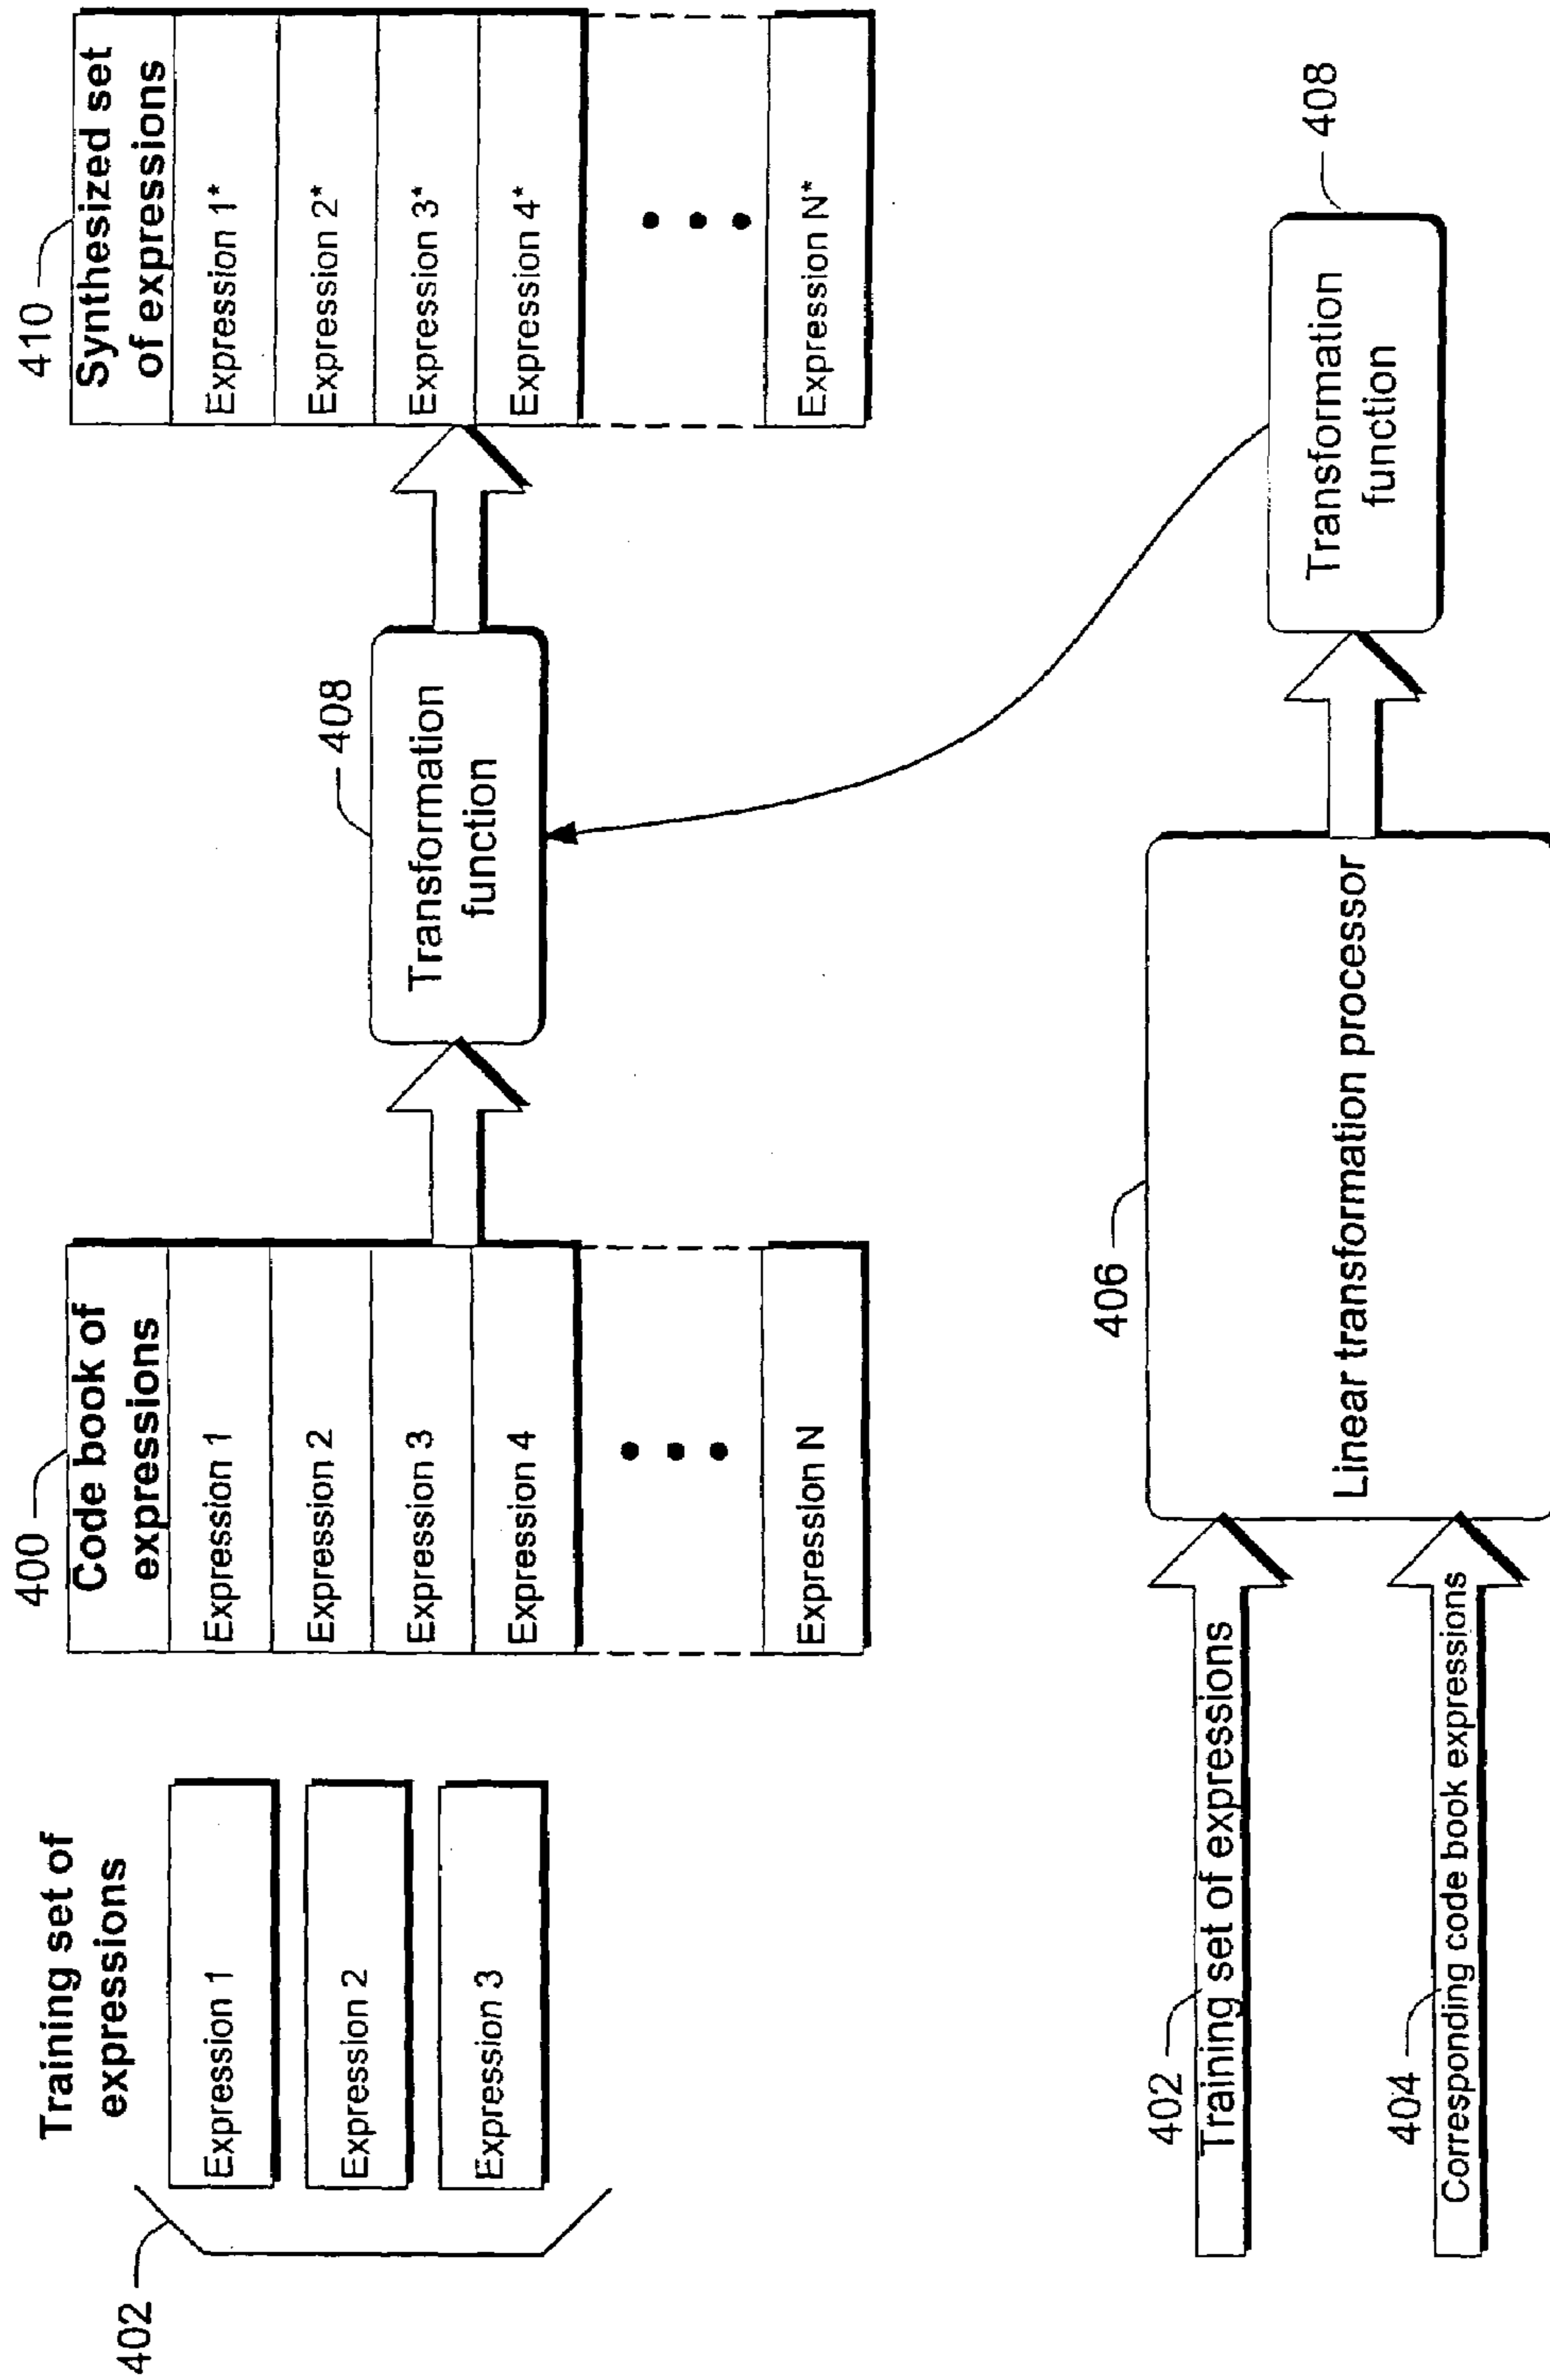 402
Training set of
expressions
Expression 1
Expression 2
Expression 3
400
Code book of
expressions
Expression 1
Expression 2
Expression 3
Expression 4
Expression N
408
Transformation
function
410
Synthesized set
of expressions
Expression 1*
Expression 2*
Expression 3*
Expression 4*
Expression N*
402
Training set of expressions
404
Corresponding code book expressions
406
Linear transformation processor
Transformation
function
408